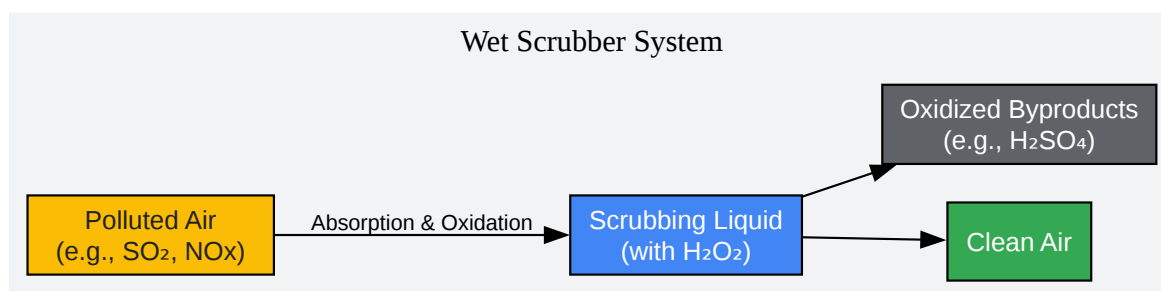 Wet Scrubber System
Oxidized Byproducts
(e.g., H₂SO₄)
Polluted Air
(e.g., SO₂, NOx)
Absorption & Oxidation
Scrubbing Liquid
(with H₂O₂)
Clean Air